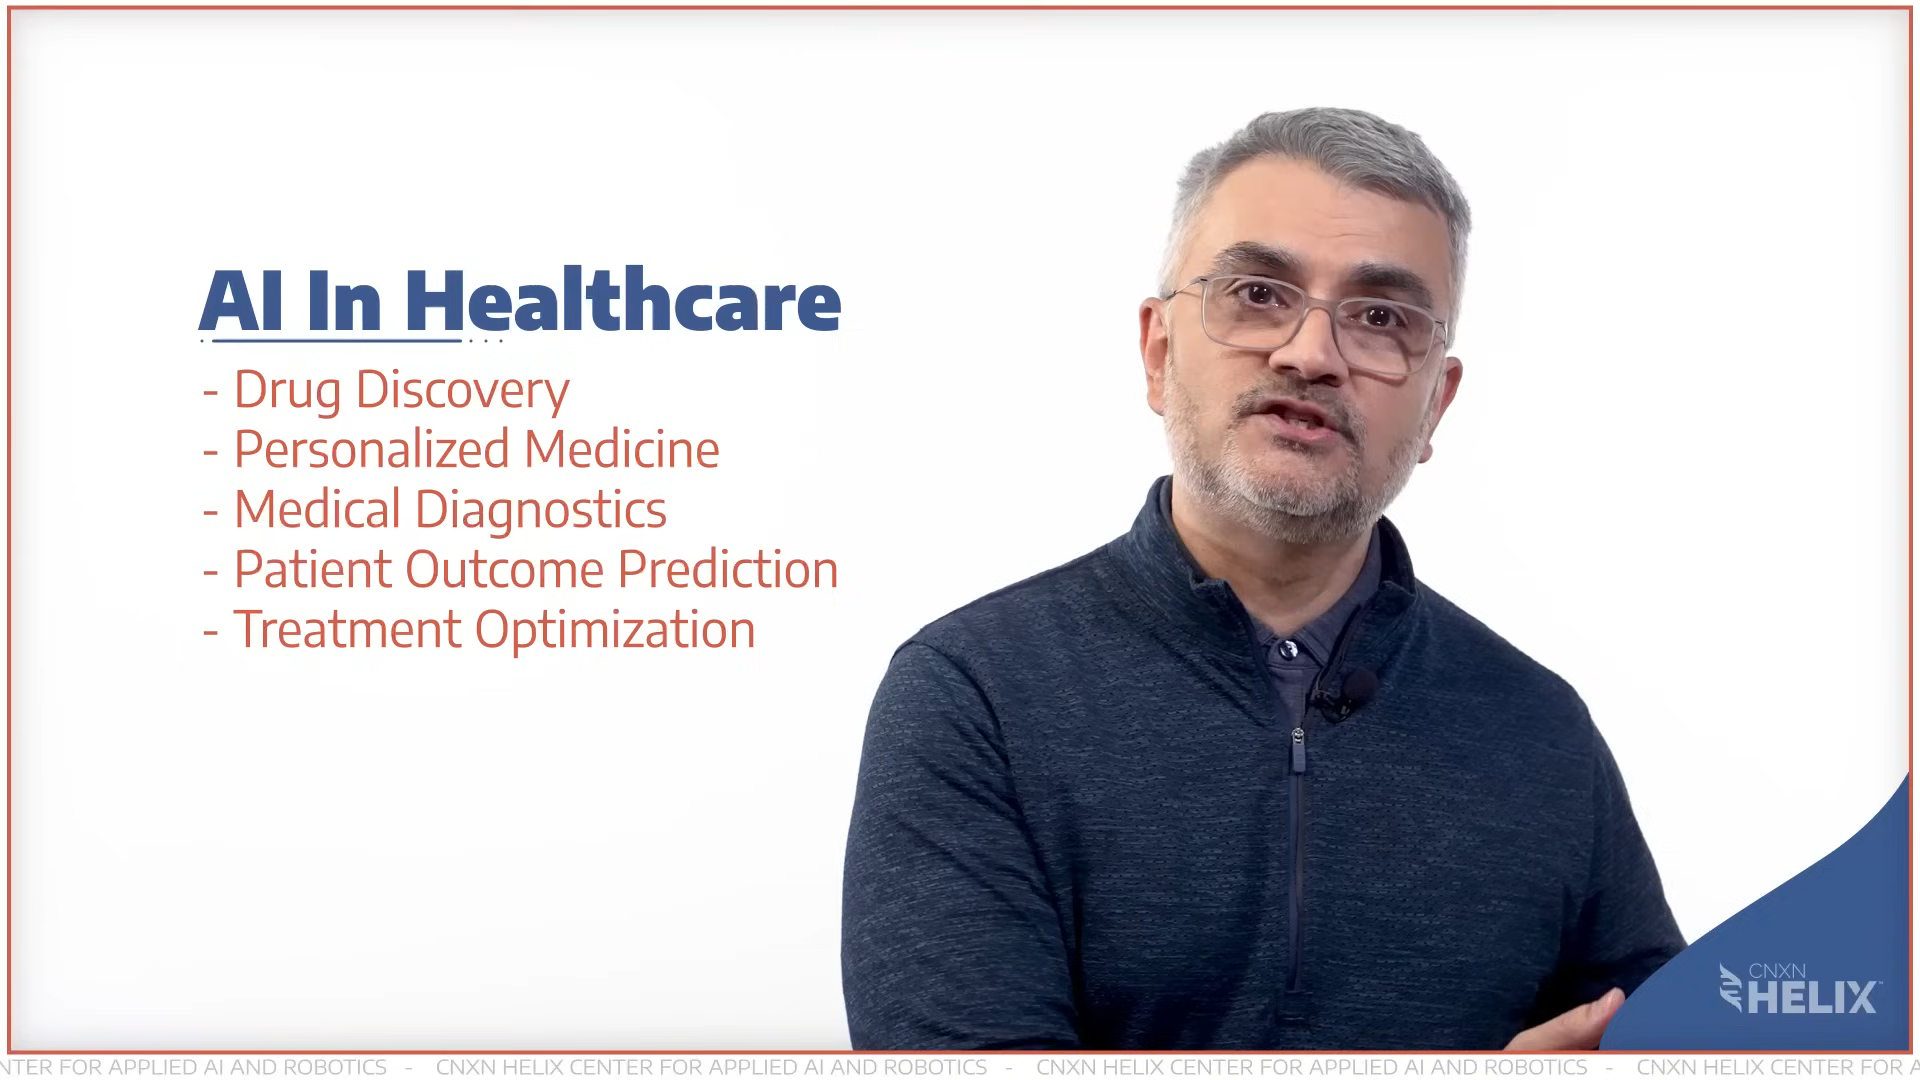 AI In Healthcare
- Drug Discovery
- Personalized Medicine
- Medical Diagnostics
- Patient Outcome Prediction
- Treatment Optimization
CNXN
HELIX™
NTER FOR APPLIED AI AND ROBOTICS - CNXN HELIX CENTER FOR APPLIED AI AND ROBOTICS - CNXN HELIX CENTER FOR APPLIED AI AND ROBOTICS - CNXN HELIX CENTER FOR A